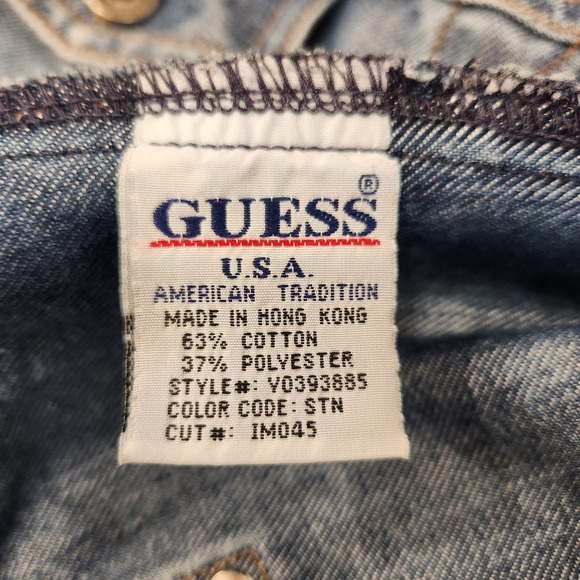 GUESS®
U.S.A.
AMERICAN TRADITION
MADE IN HONG KONG
63% COTTON
37% POLYESTER
STYLE#: V0393885
COLOR CODE: STN
CUT#: IM045